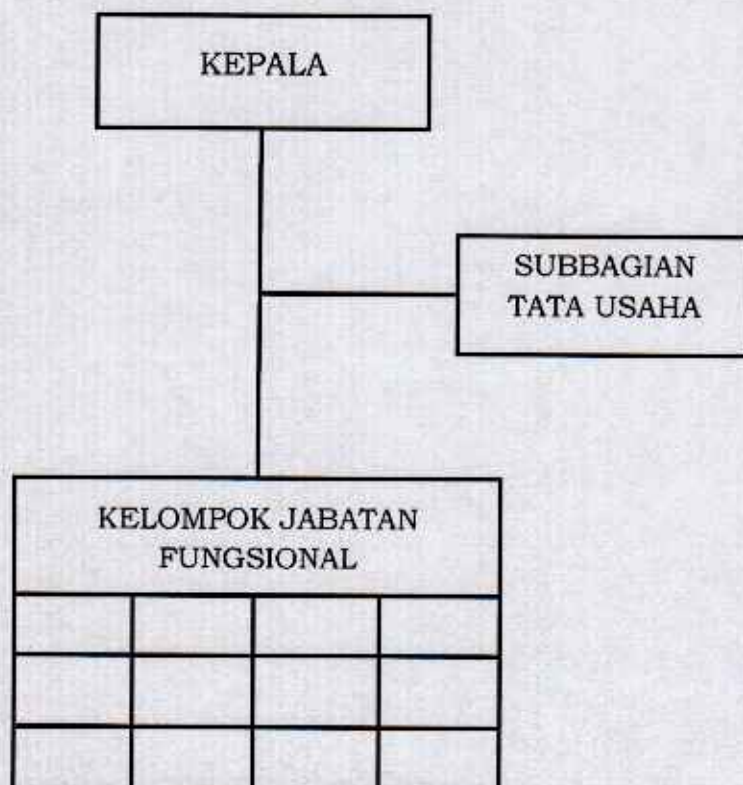 KEPALA
SUBBAGIAN
TATA USAHA
KELOMPOK JABATAN
FUNGSIONAL